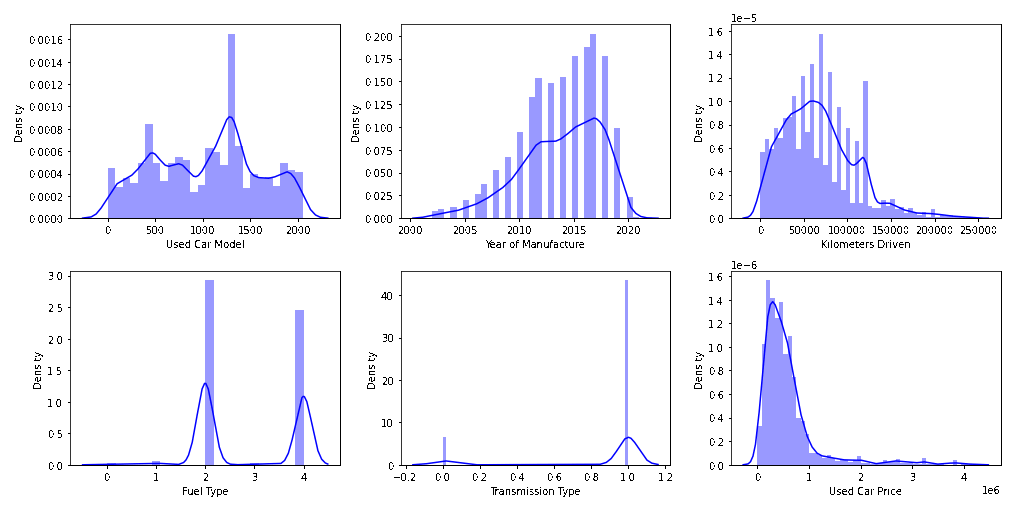 1e−5
0.0016
0.0014
0.0012
0.0010
0.0008
0.0006
0.0004
0.0002
0.0000
Density
0 500 1000 1500 2000
Used Car Model
0.200
0.175
0.150
0.125
0.100
0.075
0.050
0.025
0.000
Density
2000 2005 2010 2015 2020
Year of Manufacture
1.6
1.4
1.2
1.0
0.8
0.6
0.4
0.2
0.0
Density
0 50000 100000 150000 200000 250000
Kilometers Driven
3.0
2.5
2.0
1.5
1.0
0.5
0.0
Density
0 1 2 3 4
Fuel Type
40
30
20
10
0
Density
−0.2 0.0 0.2 0.4 0.6 0.8 1.0 1.2
Transmission Type
1e−6
1.6
1.4
1.2
1.0
0.8
0.6
0.4
0.2
0.0
Density
0 1 2 3 4
1e6
Used Car Price